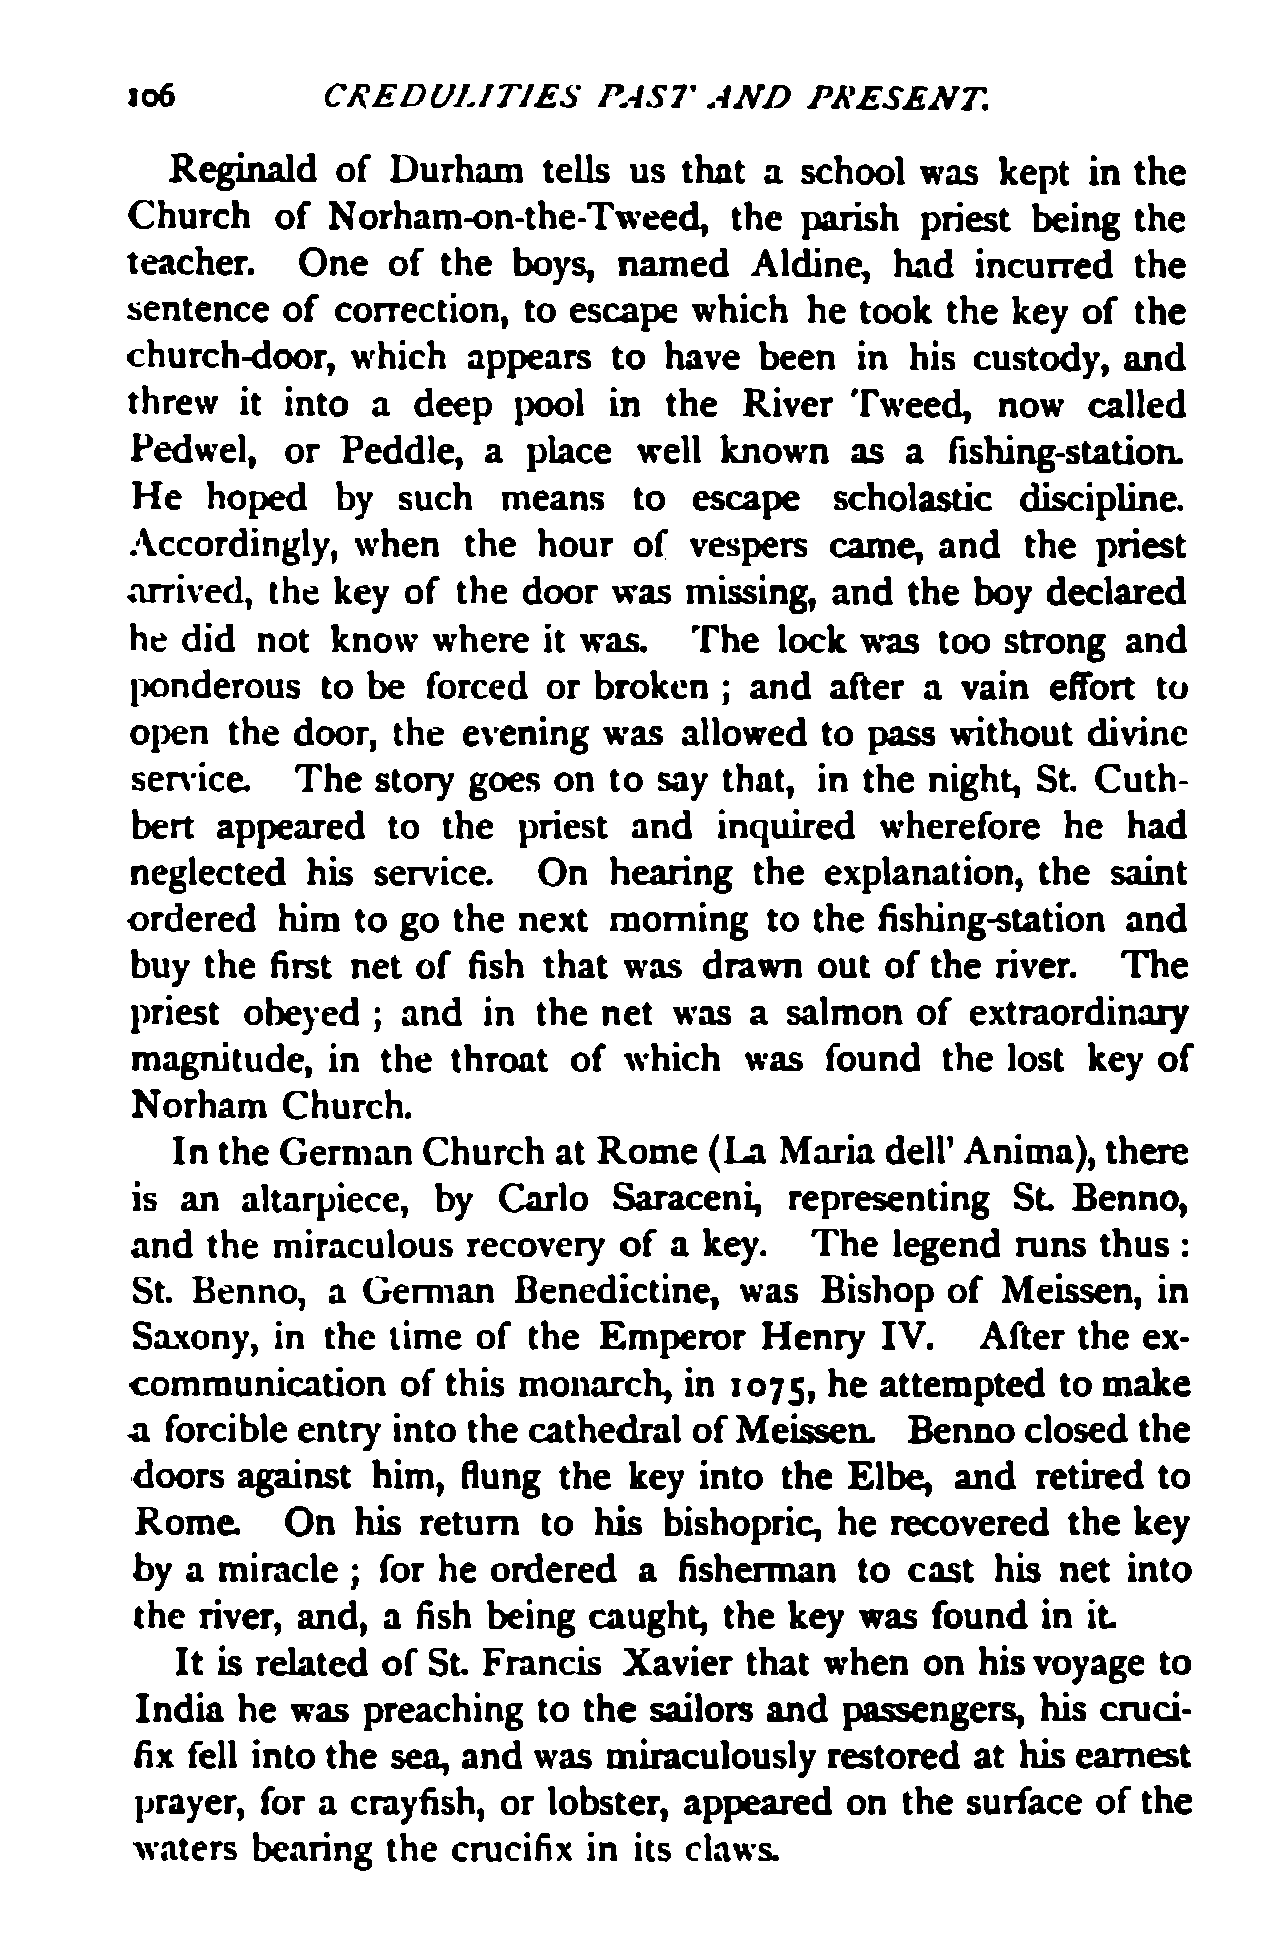 106 CREDULITIES PAST AND PRESENT.
Reginald of Durham tells us that a school was kept in the
Church of Norham-on-the-Tweed, the parish priest being the
teacher. One of the boys, named Aldine, had incurred the
sentence of correction, to escape which he took the key of the
church-door, which appears to have been in his custody, and
threw it into a deep pool in the River Tweed, now called
Pedwel, or Peddle, a place well known as a fishing-station.
He hoped by such means to escape scholastic discipline.
Accordingly, when the hour of vespers came, and the priest
arrived, the key of the door was missing, and the boy declared
he did not know where it was. The lock was too strong and
ponderous to be forced or broken ; and after a vain effort to
open the door, the evening was allowed to pass without divine
service. The story goes on to say that, in the night, St. Cuth-
bert appeared to the priest and inquired wherefore he had
neglected his service. On hearing the explanation, the saint
ordered him to go the next morning to the fishing-station and
buy the first net of fish that was drawn out of the river. The
priest obeyed ; and in the net was a salmon of extraordinary
magnitude, in the throat of which was found the lost key of
Norham Church.
In the German Church at Rome (La Maria dell' Anima), there
is an altarpiece, by Carlo Saraceni, representing St. Benno,
and the miraculous recovery of a key. The legend runs thus :
St. Benno, a German Benedictine, was Bishop of Meissen, in
Saxony, in the time of the Emperor Henry IV. After the ex-
communication of this monarch, in 1075, he attempted to make
a forcible entry into the cathedral of Meissen. Benno closed the
doors against him, flung the key into the Elbe, and retired to
Rome. On his return to his bishopric, he recovered the key
by a miracle ; for he ordered a fisherman to cast his net into
the river, and, a fish being caught, the key was found in it.
It is related of St. Francis Xavier that when on his voyage to
India he was preaching to the sailors and passengers, his cruci-
fix fell into the sea, and was miraculously restored at his earnest
prayer, for a crayfish, or lobster, appeared on the surface of the
waters bearing the crucifix in its claws.